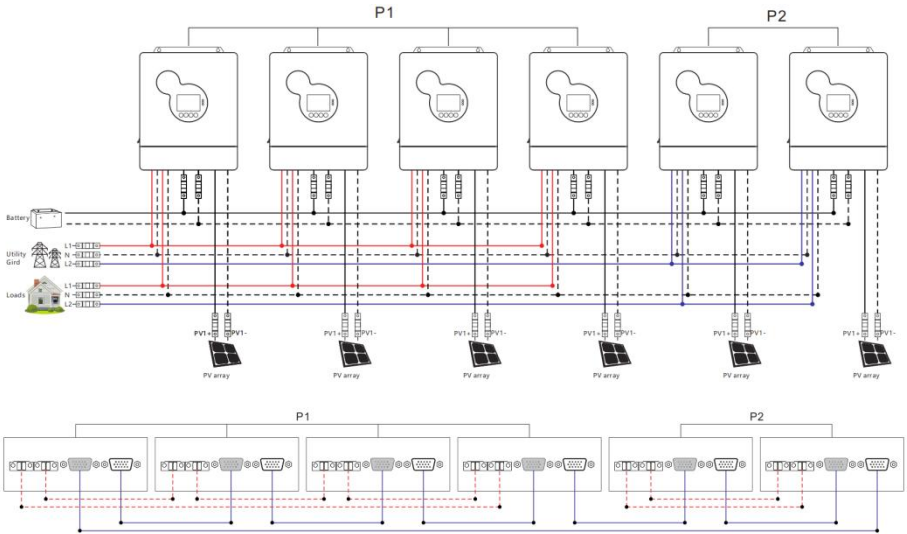 P1
P2
Battery
Utility
Gird
L1
N
L2
Loads
L1
N
L2
PV1+ PV1-
PV1+ PV1-
PV1+ PV1-
PV1+ PV1-
PV1+ PV1-
PV1+ PV1-
PV array
PV array
PV array
PV array
PV array
PV array
P1
P2